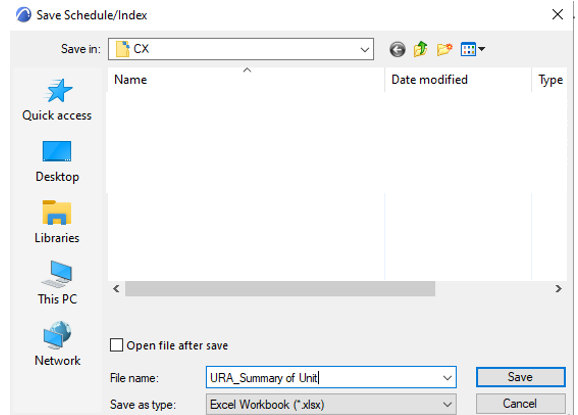 Save Schedule/Index
Save in: CX
Name Date modified Type
Quick access
Desktop
Libraries
This PC
Network
Open file after save
File name: URA_Summary of Unit Save
Save as type: Excel Workbook (*.xlsx) Cancel